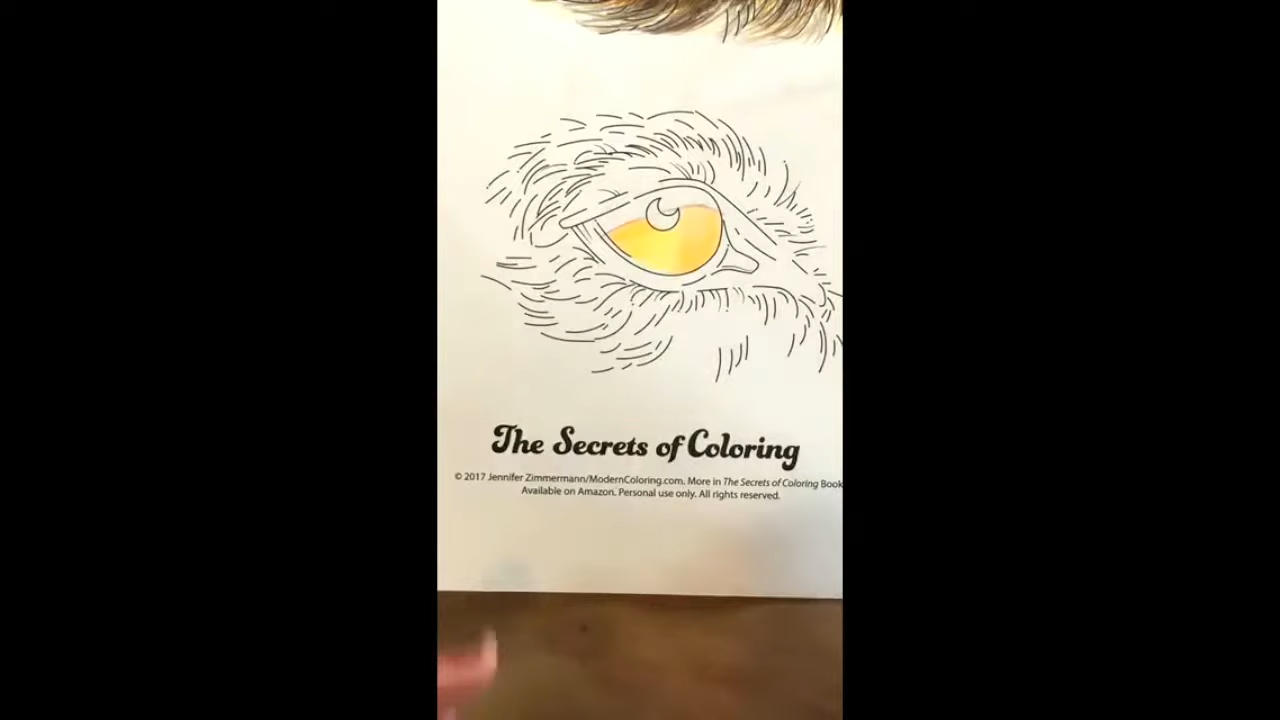 The Secrets of Coloring
© 2017 Jennifer Zimmermann/ModernColoring.com. More in The Secrets of Coloring Book
Available on Amazon. Personal use only. All rights reserved.